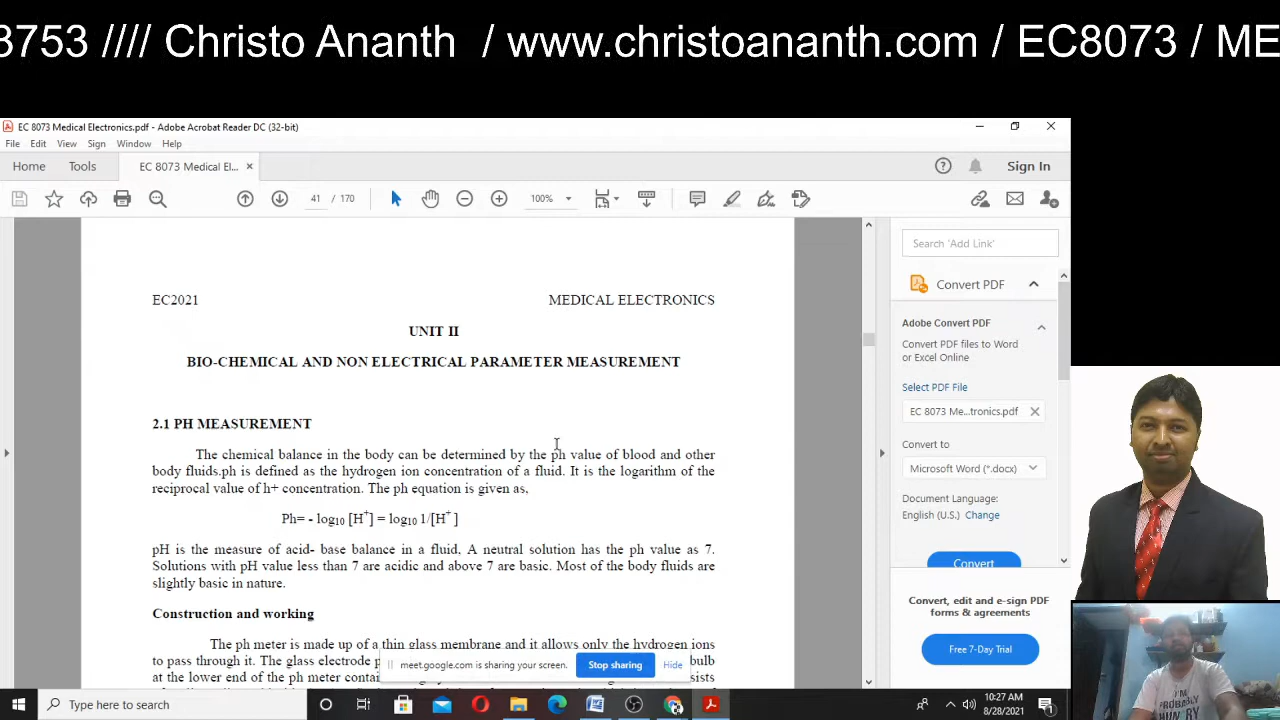 3753 //// Christo Ananth / www.christoananth.com / EC8073 / ME
EC 8073 Medical Electronics.pdf - Adobe Acrobat Reader DC (32-bit)
File Edit View Sign Window Help
Home Tools EC 8073 Medical El... × Sign In
41 / 170 100%
EC2021 MEDICAL ELECTRONICS
UNIT II
BIO-CHEMICAL AND NON ELECTRICAL PARAMETER MEASUREMENT
2.1 PH MEASUREMENT
The chemical balance in the body can be determined by the ph value of blood and other
body fluids.ph is defined as the hydrogen ion concentration of a fluid. It is the logarithm of the
reciprocal value of h+ concentration. The ph equation is given as,
Ph= - log10 [H+] = log10 1/[H+ ]
pH is the measure of acid- base balance in a fluid, A neutral solution has the ph value as 7.
Solutions with pH value less than 7 are acidic and above 7 are basic. Most of the body fluids are
slightly basic in nature.
Construction and working
The ph meter is made up of a thin glass membrane and it allows only the hydrogen ions
to pass through it. The glass electrode p
bulb
at the lower end of the ph meter contai
sists
meet.google.com is sharing your screen. Stop sharing Hide
Search 'Add Link'
Convert PDF
Adobe Convert PDF
Convert PDF files to Word
or Excel Online
Select PDF File
EC 8073 Me...tronics.pdf ×
Convert to
Microsoft Word (*.docx)
Document Language:
English (U.S.) Change
Convert
Convert, edit and e-sign PDF
forms & agreements
Free 7-Day Trial
I'M
PROBABLY
Type here to search
10:27 AM
8/28/2021
1